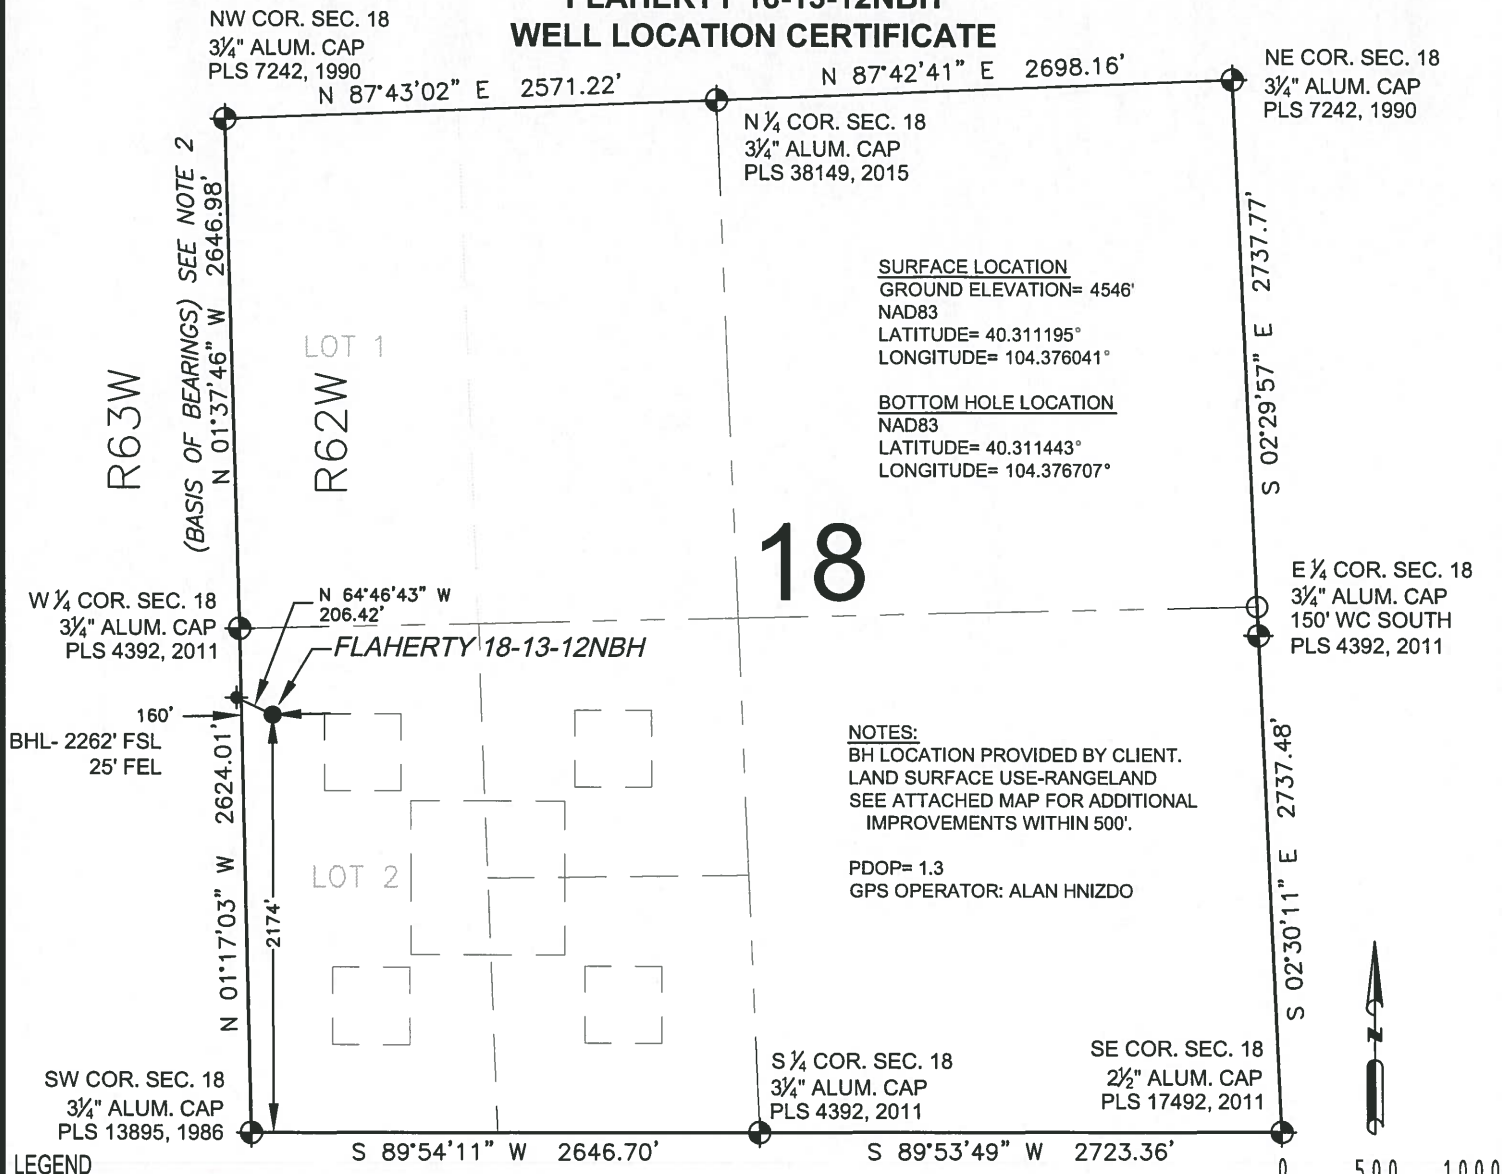 FLAHERTY 18-13-12NBH
WELL LOCATION CERTIFICATE
NW COR. SEC. 18
3¼" ALUM. CAP
PLS 7242, 1990
N 87°43'02" E 2571.22'
N 87°42'41" E 2698.16'
NE COR. SEC. 18
3¼" ALUM. CAP
PLS 7242, 1990
N ¼ COR. SEC. 18
3¼" ALUM. CAP
PLS 38149, 2015
(BASIS OF BEARINGS) SEE NOTE 2
N 01°37'46" W 2646.98'
R63W
R62W
LOT 1
SURFACE LOCATION
GROUND ELEVATION= 4546'
NAD83
LATITUDE= 40.311195°
LONGITUDE= 104.376041°
BOTTOM HOLE LOCATION
NAD83
LATITUDE= 40.311443°
LONGITUDE= 104.376707°
S 02°29'57" E 2737.77'
18
W ¼ COR. SEC. 18
3¼" ALUM. CAP
PLS 4392, 2011
N 64°46'43" W
206.42'
FLAHERTY 18-13-12NBH
E ¼ COR. SEC. 18
3¼" ALUM. CAP
150' WC SOUTH
PLS 4392, 2011
160'
BHL- 2262' FSL
25' FEL
N 01°17'03" W 2624.01'
2174'
LOT 2
NOTES:
BH LOCATION PROVIDED BY CLIENT.
LAND SURFACE USE-RANGELAND
SEE ATTACHED MAP FOR ADDITIONAL
IMPROVEMENTS WITHIN 500'.
PDOP= 1.3
GPS OPERATOR: ALAN HNIZDO
S 02°30'11" E 2737.48'
N
SW COR. SEC. 18
3¼" ALUM. CAP
PLS 13895, 1986
S ¼ COR. SEC. 18
3¼" ALUM. CAP
PLS 4392, 2011
SE COR. SEC. 18
2½" ALUM. CAP
PLS 17492, 2011
S 89°54'11" W 2646.70'
S 89°53'49" W 2723.36'
LEGEND
0 500 1000